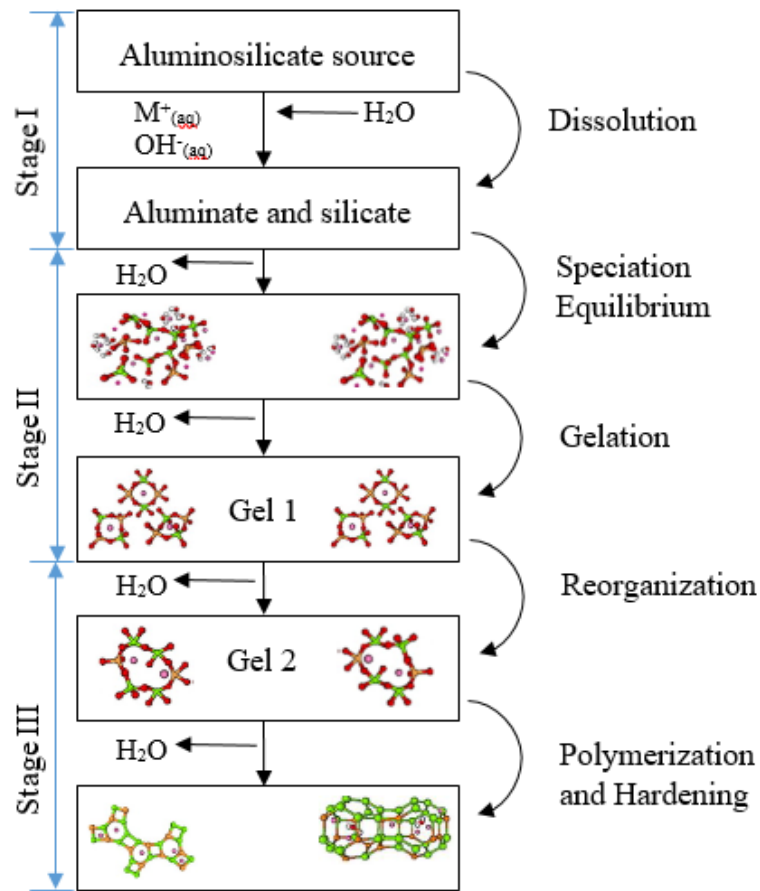 Aluminosilicate source
Stage I
M⁺(aq)
H₂O
OH⁻(aq)
Dissolution
Aluminate and silicate
H₂O
Speciation
Equilibrium
Stage II
H₂O
Gelation
Gel 1
H₂O
Reorganization
Gel 2
Stage III
H₂O
Polymerization
and Hardening